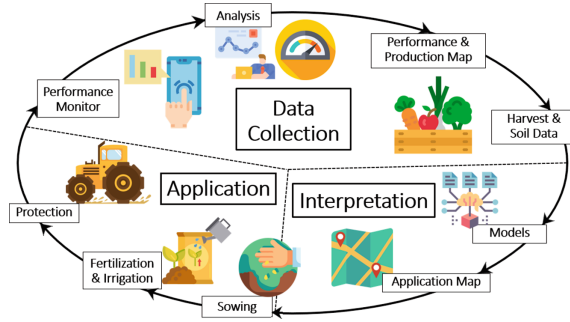 Analysis
Performance &
Production Map
Performance
Monitor
Data
Collection
Harvest &
Soil Data
Application
Interpretation
Protection
Models
Fertilization
& Irrigation
Application Map
Sowing